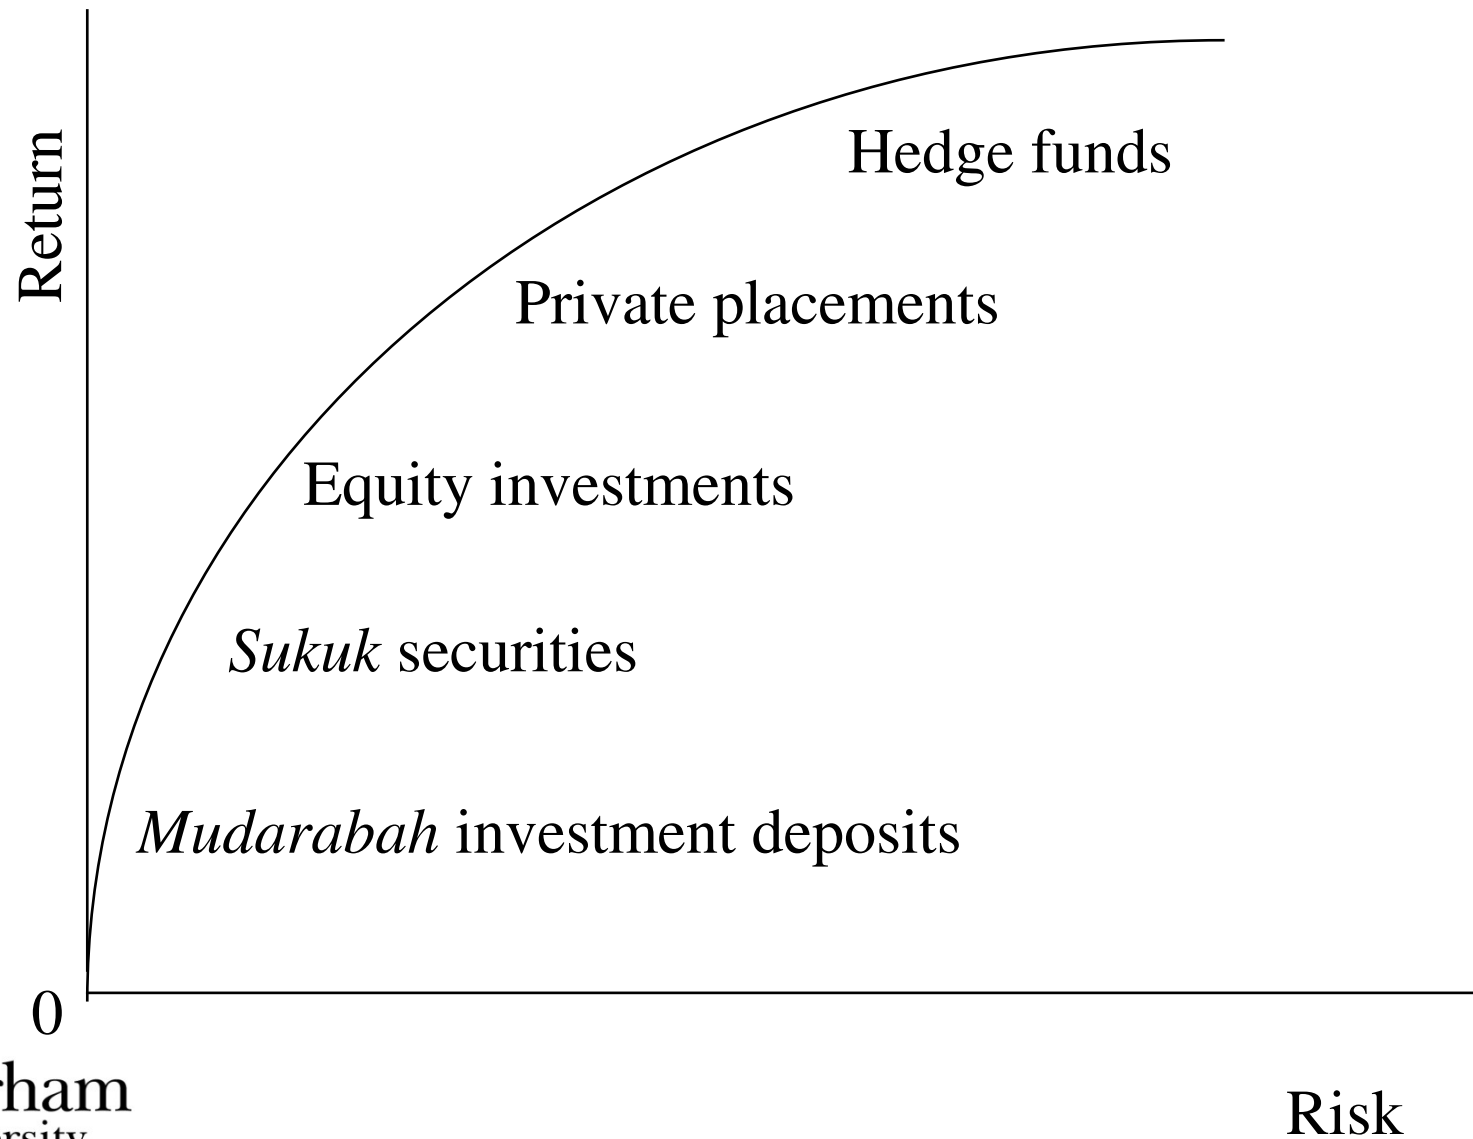 Return
Hedge funds
Private placements
Equity investments
Sukuk securities
Mudarabah investment deposits
0
Risk